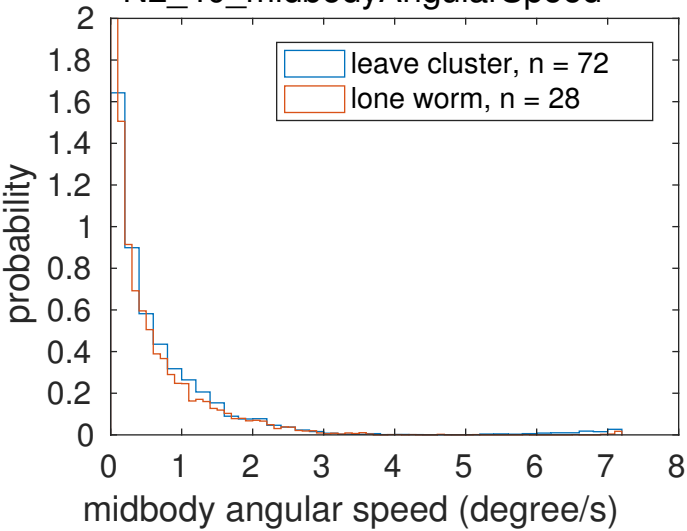 2
1.8
1.6
1.4
1.2
1
0.8
0.6
0.4
0.2
0
probability
leave cluster, n = 72
lone worm, n = 28
0 1 2 3 4 5 6 7 8
midbody angular speed (degree/s)